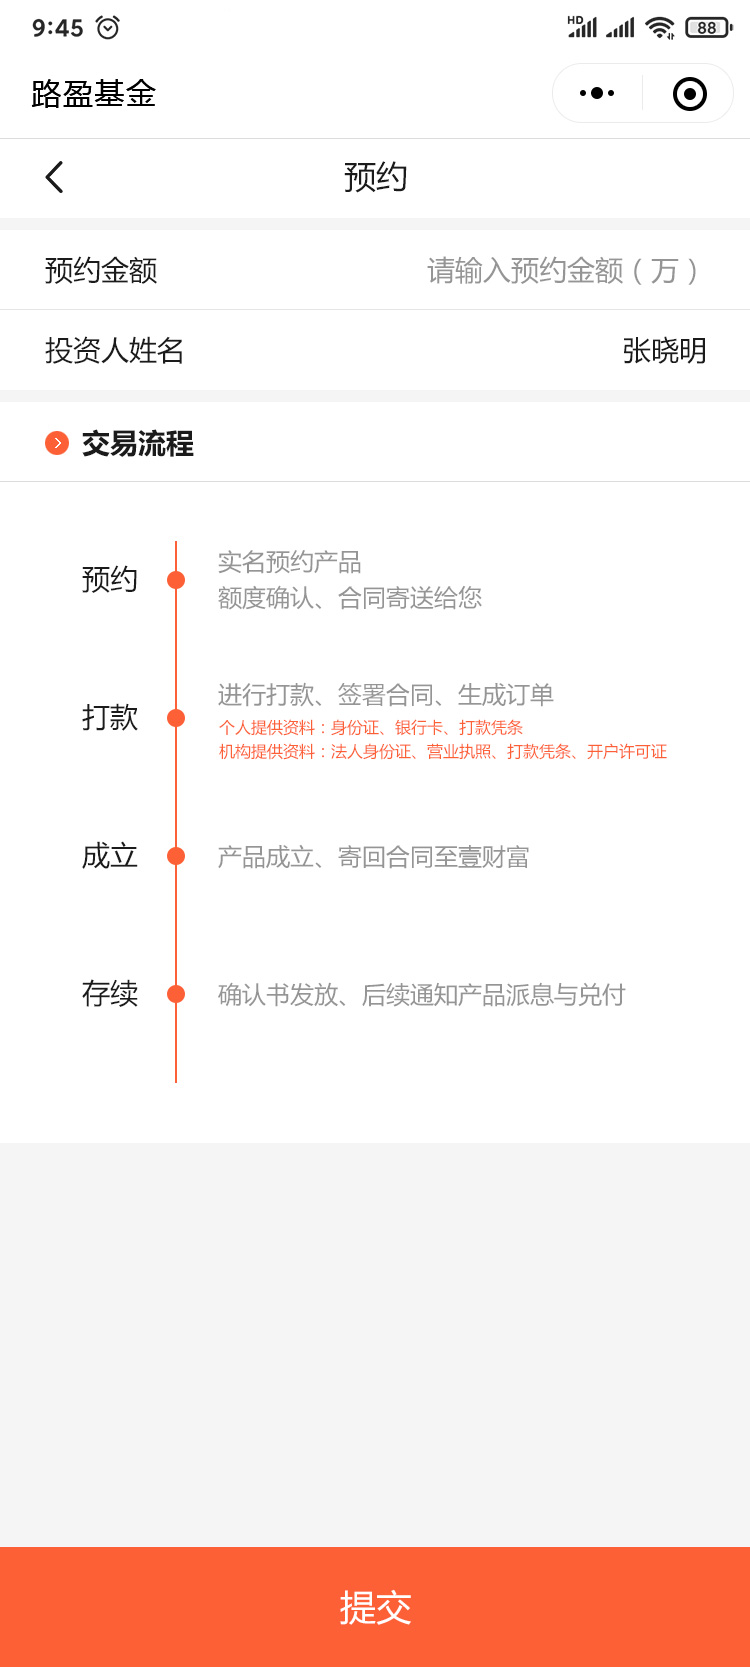 9:45
HD
88
路盈基金
预约
预约金额 请输入预约金额（万）
投资人姓名 张晓明
交易流程
预约
实名预约产品
额度确认、合同寄送给您
打款
进行打款、签署合同、生成订单
个人提供资料：身份证、银行卡、打款凭条
机构提供资料：法人身份证、营业执照、打款凭条、开户许可证
成立
产品成立、寄回合同至壹财富
存续
确认书发放、后续通知产品派息与兑付
提交